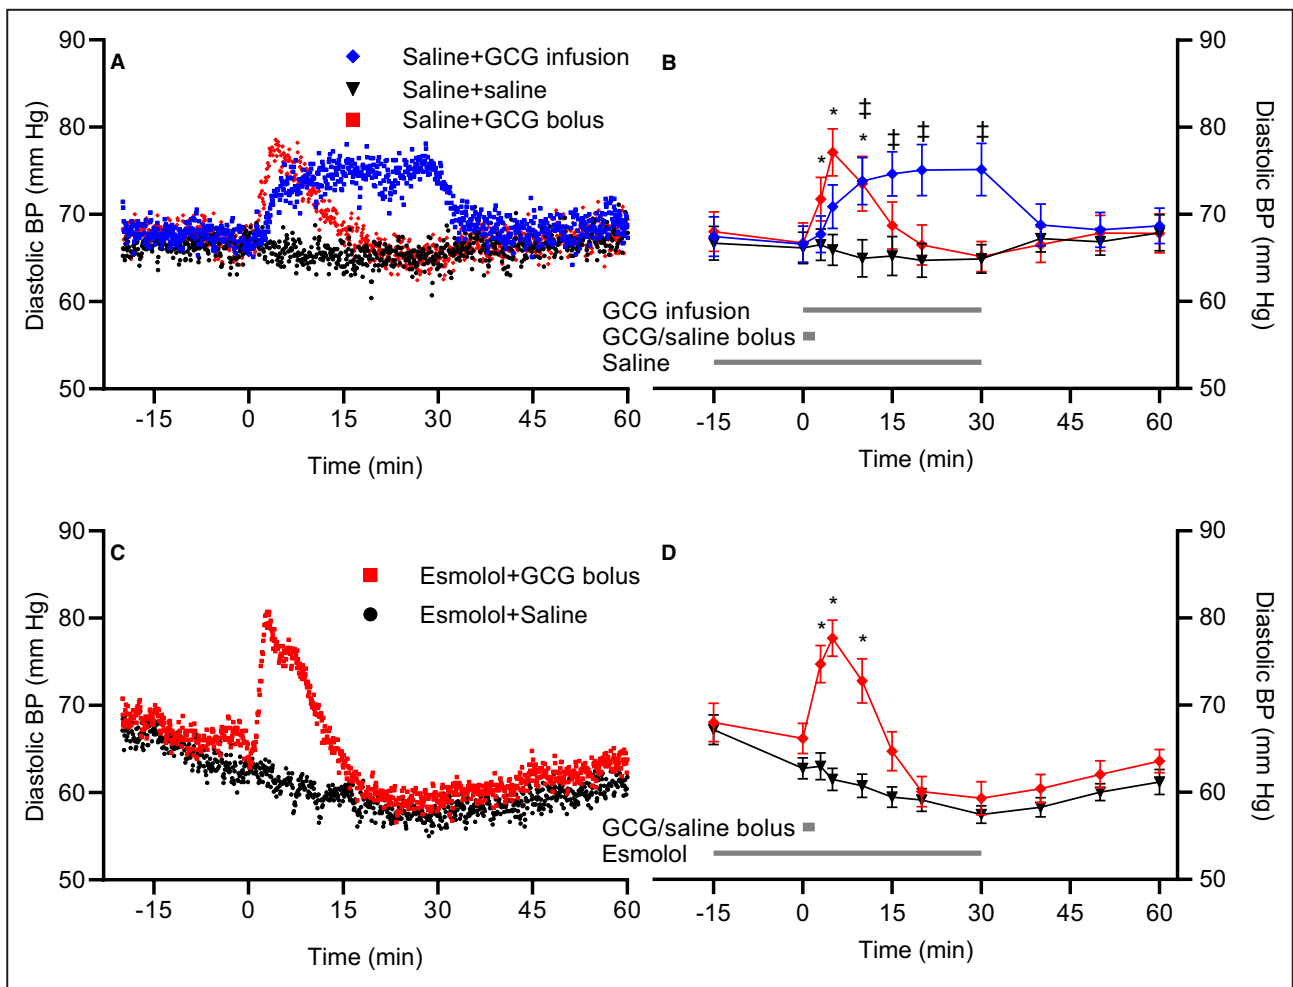 A
Saline+GCG infusion
Saline+saline
Saline+GCG bolus
Diastolic BP (mm Hg)
90
80
70
60
50
-15 0 15 30 45 60
Time (min)
B
* * ‡ * ‡ ‡ ‡
GCG infusion
GCG/saline bolus
Saline
90
80
70
60
50
Diastolic BP (mm Hg)
-15 0 15 30 45 60
Time (min)
C
Esmolol+GCG bolus
Esmolol+Saline
Diastolic BP (mm Hg)
90
80
70
60
50
-15 0 15 30 45 60
Time (min)
D
* * *
GCG/saline bolus
Esmolol
90
80
70
60
50
Diastolic BP (mm Hg)
-15 0 15 30 45 60
Time (min)